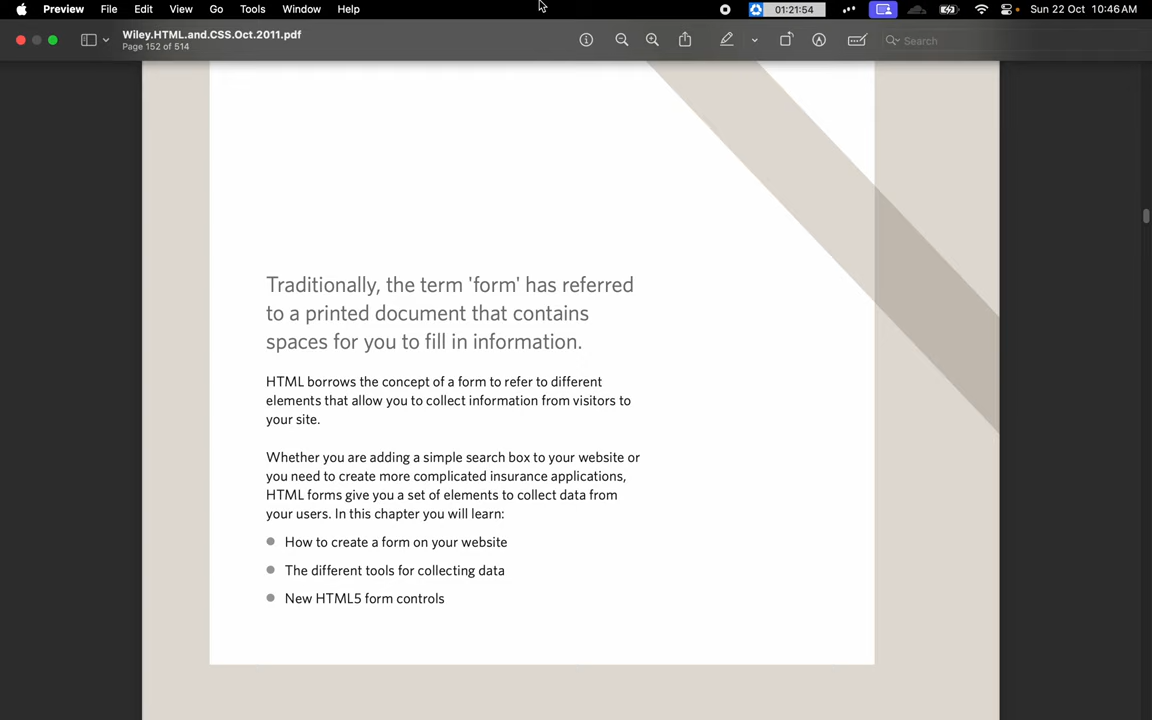 Preview File Edit View Go Tools Window Help 01:21:54 Sun 22 Oct 10:46 AM
Wiley.HTML.and.CSS.Oct.2011.pdf
Page 152 of 514
Search
Traditionally, the term 'form' has referred
to a printed document that contains
spaces for you to fill in information.
HTML borrows the concept of a form to refer to different
elements that allow you to collect information from visitors to
your site.
Whether you are adding a simple search box to your website or
you need to create more complicated insurance applications,
HTML forms give you a set of elements to collect data from
your users. In this chapter you will learn:
How to create a form on your website
The different tools for collecting data
New HTML5 form controls